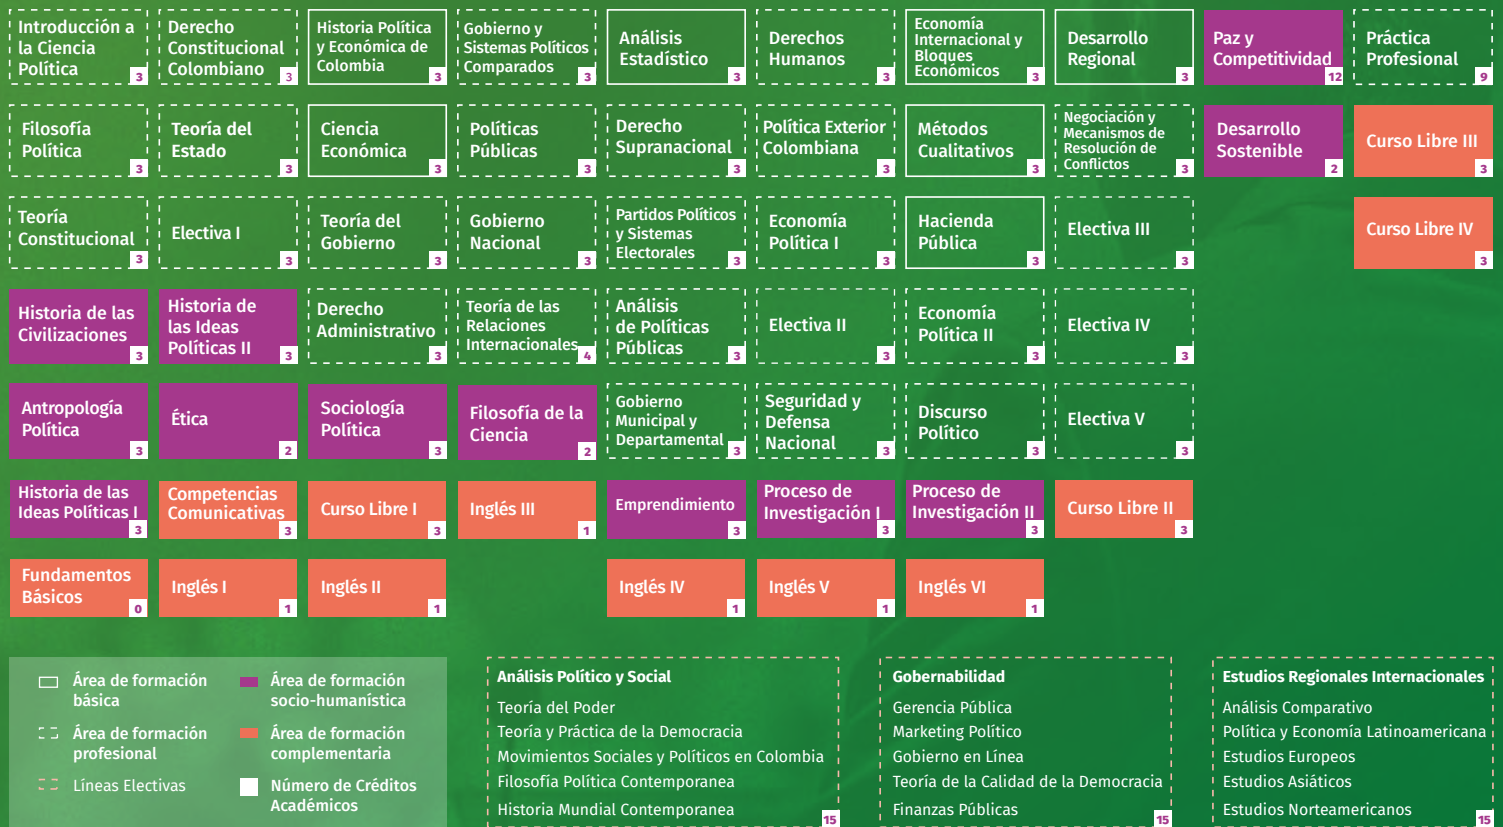 Introducción a
la Ciencia
Política
3
Derecho
Constitucional
Colombiano
3
Historia Política
y Económica de
Colombia
3
Gobierno y
Sistemas Políticos
Comparados
3
Análisis
Estadístico
3
Derechos
Humanos
3
Economía
Internacional y
Bloques
Económicos
3
Desarrollo
Regional
3
Paz y
Competitividad
12
Práctica
Profesional
9
Filosofía
Política
3
Teoría del
Estado
3
Ciencia
Económica
3
Políticas
Públicas
3
Derecho
Supranacional
3
Política Exterior
Colombiana
3
Métodos
Cualitativos
3
Negociación y
Mecanismos de
Resolución de
Conflictos
3
Desarrollo
Sostenible
2
Curso Libre III
3
Teoría
Constitucional
3
Electiva I
3
Teoría del
Gobierno
3
Gobierno
Nacional
3
Partidos Políticos
y Sistemas
Electorales
3
Economía
Política I
3
Hacienda
Pública
3
Electiva III
3
Curso Libre IV
3
Historia de las
Civilizaciones
3
Historia de
las Ideas
Políticas II
3
Derecho
Administrativo
3
Teoría de las
Relaciones
Internacionales
4
Análisis
de Políticas
Públicas
3
Electiva II
3
Economía
Política II
3
Electiva IV
3
Antropología
Política
3
Ética
2
Sociología
Política
3
Filosofía de la
Ciencia
2
Gobierno
Municipal y
Departamental
3
Seguridad y
Defensa
Nacional
3
Discurso
Político
3
Electiva V
3
Historia de las
Ideas Políticas I
3
Competencias
Comunicativas
3
Curso Libre I
3
Inglés III
1
Emprendimiento
3
Proceso de
Investigación I
3
Proceso de
Investigación II
3
Curso Libre II
3
Fundamentos
Básicos
0
Inglés I
1
Inglés II
1
Inglés IV
1
Inglés V
1
Inglés VI
1
Área de formación
básica
Área de formación
profesional
Líneas Electivas
Área de formación
socio-humanística
Área de formación
complementaria
Número de Créditos
Académicos
Análisis Político y Social
Teoría del Poder
Teoría y Práctica de la Democracia
Movimientos Sociales y Políticos en Colombia
Filosofía Política Contemporanea
Historia Mundial Contemporanea
15
Gobernabilidad
Gerencia Pública
Marketing Político
Gobierno en Línea
Teoría de la Calidad de la Democracia
Finanzas Públicas
15
Estudios Regionales Internacionales
Análisis Comparativo
Política y Economía Latinoamericana
Estudios Europeos
Estudios Asiáticos
Estudios Norteamericanos
15